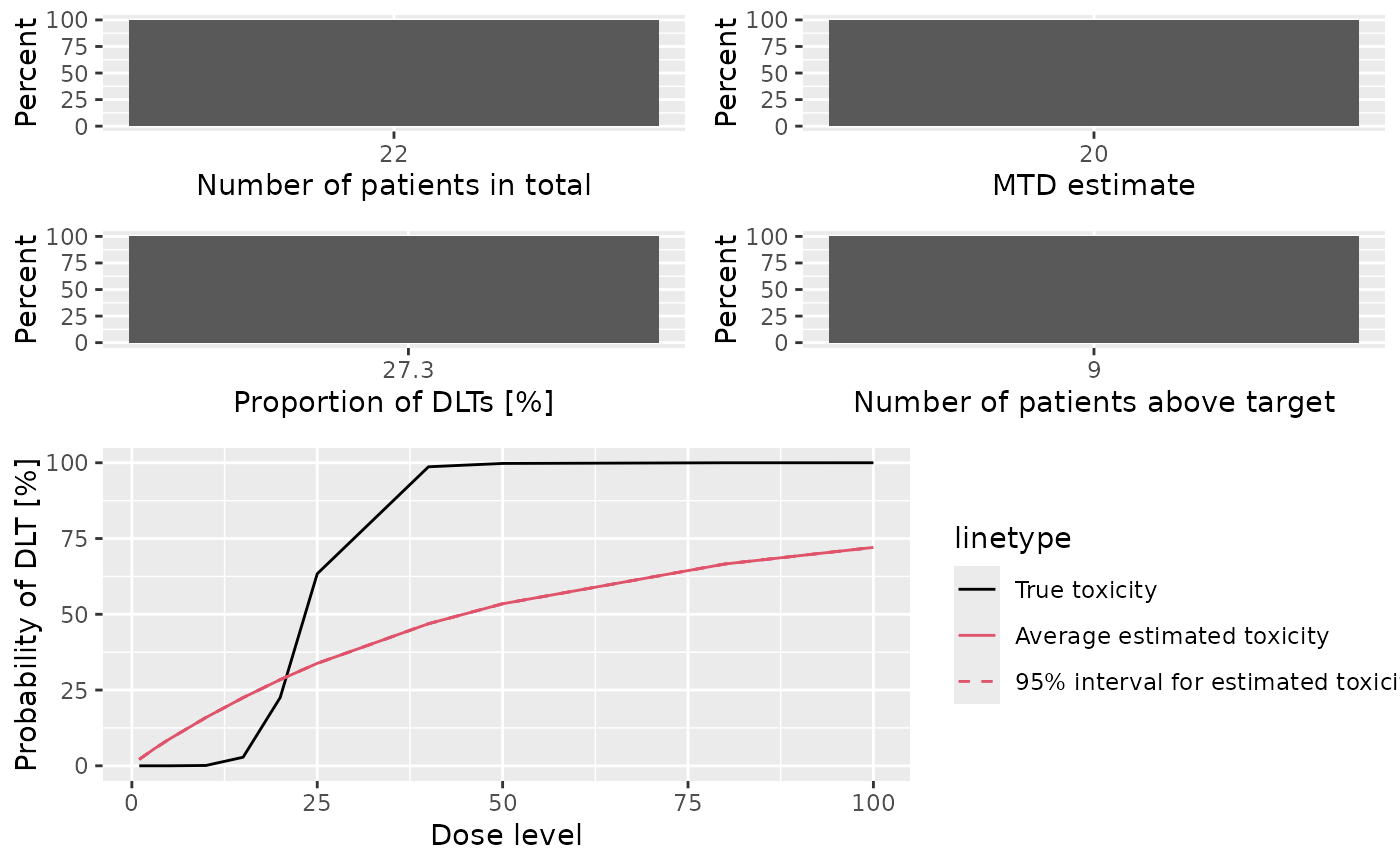 Percent
100
75
50
25
0
22
Number of patients in total
Percent
100
75
50
25
0
20
MTD estimate
Percent
100
75
50
25
0
27.3
Proportion of DLTs [%]
Percent
100
75
50
25
0
9
Number of patients above target
Probability of DLT [%]
100
75
50
25
0
0 25 50 75 100
Dose level
linetype
True toxicity
Average estimated toxicity
95% interval for estimated toxici